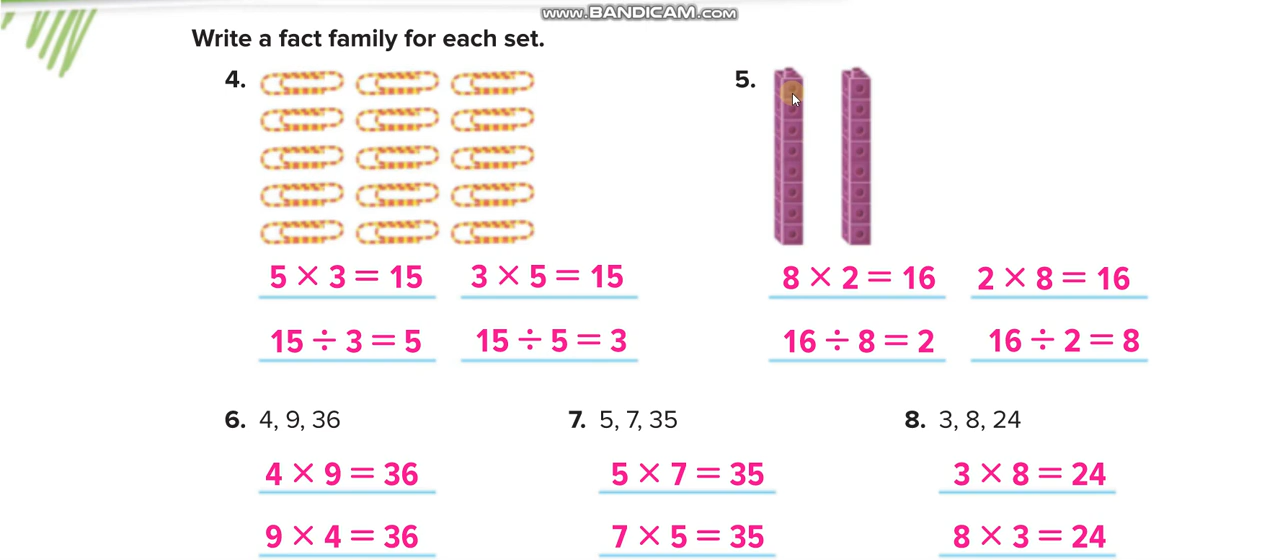 www.BANDICAM.com
Write a fact family for each set.
4.
5.
5 × 3 = 15 3 × 5 = 15
8 × 2 = 16 2 × 8 = 16
15 ÷ 3 = 5 15 ÷ 5 = 3
16 ÷ 8 = 2 16 ÷ 2 = 8
6. 4, 9, 36
7. 5, 7, 35
8. 3, 8, 24
4 × 9 = 36
5 × 7 = 35
3 × 8 = 24
9 × 4 = 36
7 × 5 = 35
8 × 3 = 24